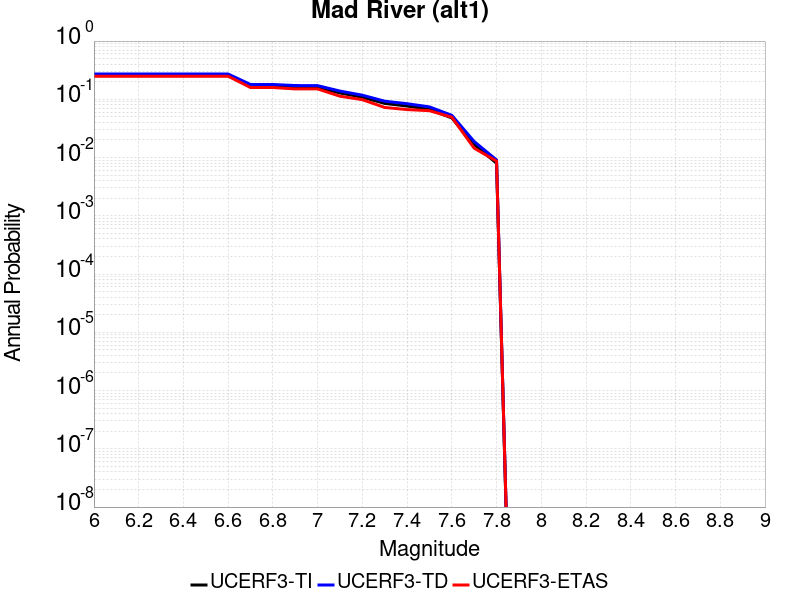 Mad River (alt1)
10^0
10^-1
10^-2
10^-3
10^-4
10^-5
10^-6
10^-7
10^-8
Annual Probability
6 6.2 6.4 6.6 6.8 7 7.2 7.4 7.6 7.8 8 8.2 8.4 8.6 8.8 9
Magnitude
UCERF3-TI UCERF3-TD UCERF3-ETAS